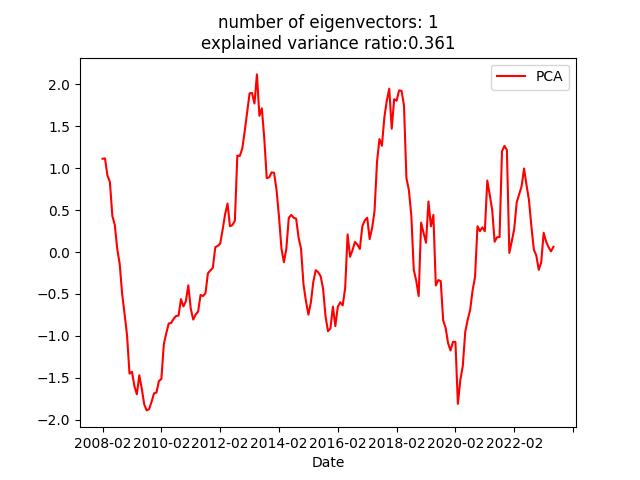 number of eigenvectors: 1
explained variance ratio:0.361
PCA
2.0
1.5
1.0
0.5
0.0
−0.5
−1.0
−1.5
−2.0
2008-02 2010-02 2012-02 2014-02 2016-02 2018-02 2020-02 2022-02
Date